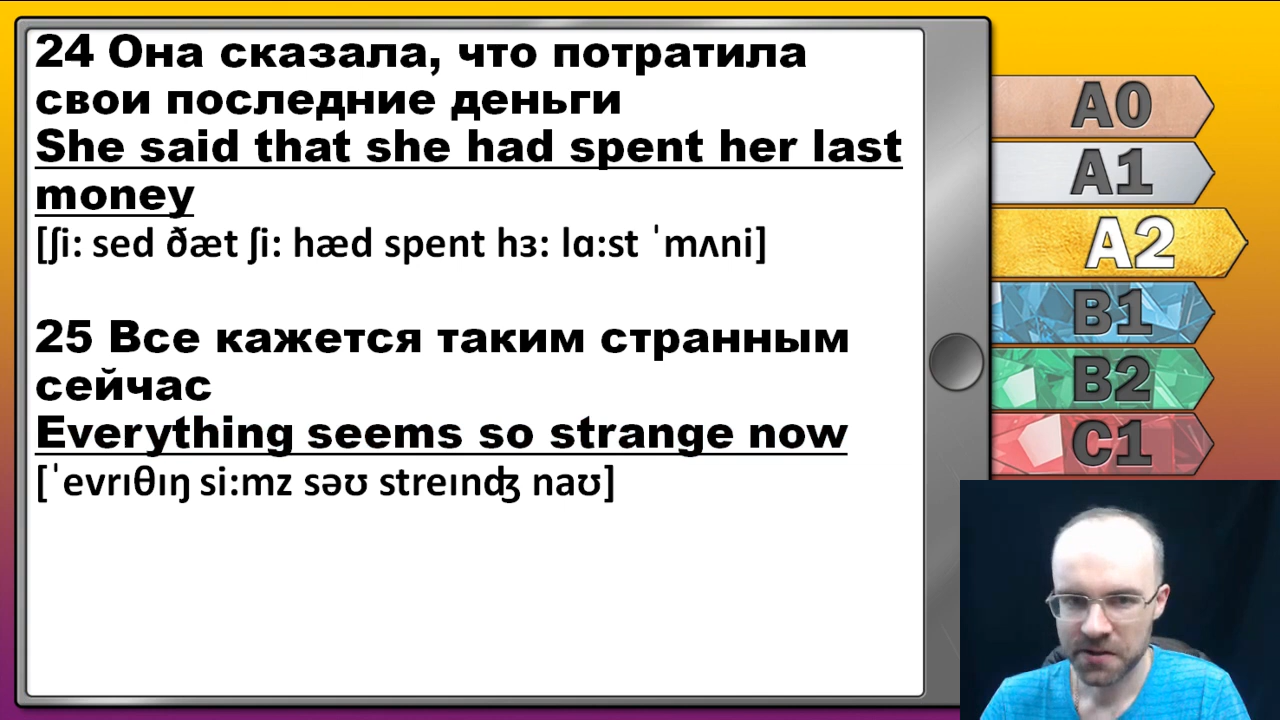 24 Она сказала, что потратила
свои последние деньги
She said that she had spent her last
money
[ʃi: sed ðæt ʃi: hæd spent hɜ: lɑ:st ˈmʌni]
25 Все кажется таким странным
сейчас
Everything seems so strange now
[ˈevrɪθɪŋ si:mz səʊ streɪnʤ naʊ]
A0
A1
A2
B1
B2
C1